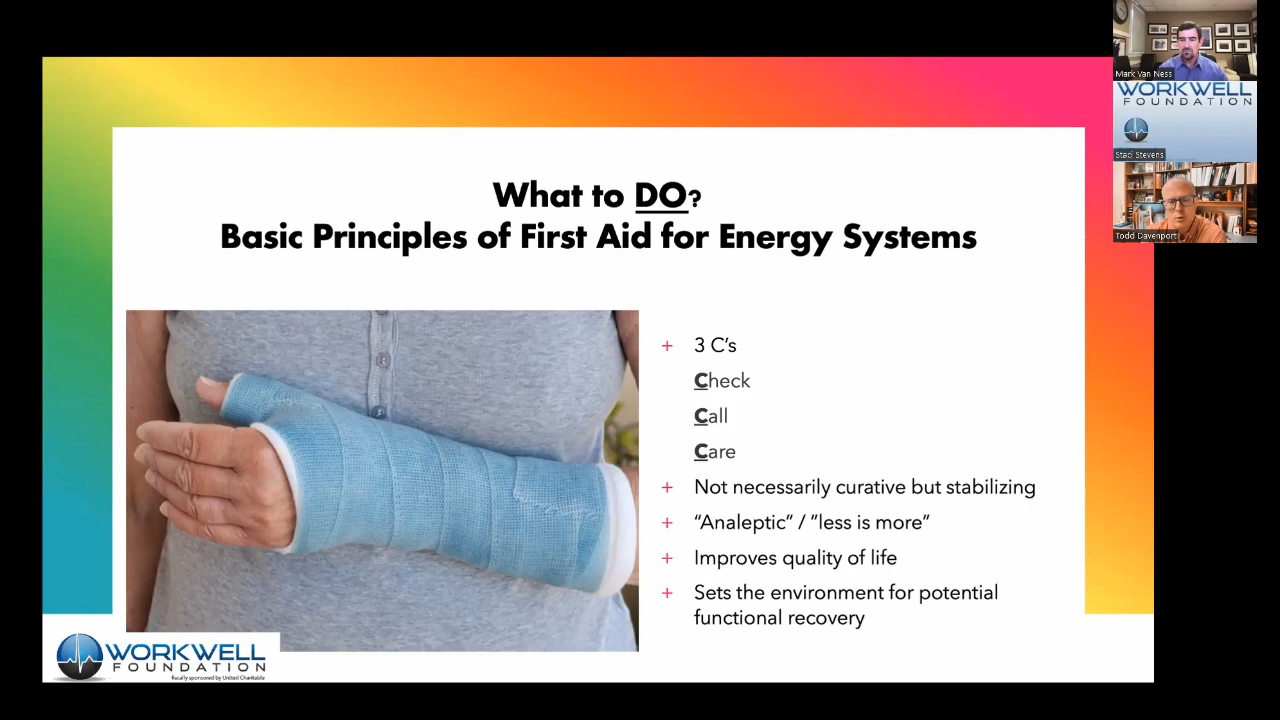 What to DO?
Basic Principles of First Aid for Energy Systems
+ 3 C's
Check
Call
Care
+ Not necessarily curative but stabilizing
+ “Analeptic” / ”less is more”
+ Improves quality of life
+ Sets the environment for potential
functional recovery
WORKWELL
FOUNDATION
fiscally sponsored by United Charitable
Mark Van Ness
WORKWELL
FOUNDATION
Staci Stevens
Todd Davenport